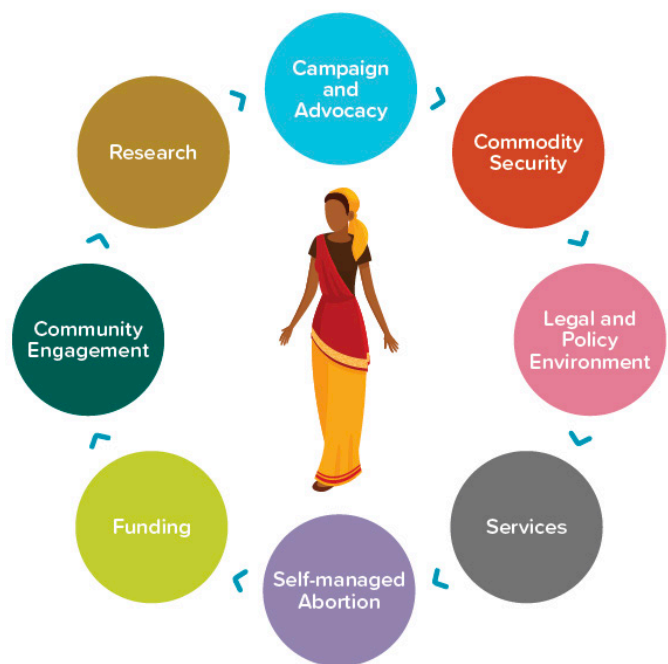 Campaign
and
Advocacy
Commodity
Security
Legal and
Policy
Environment
Services
Self-managed
Abortion
Funding
Community
Engagement
Research